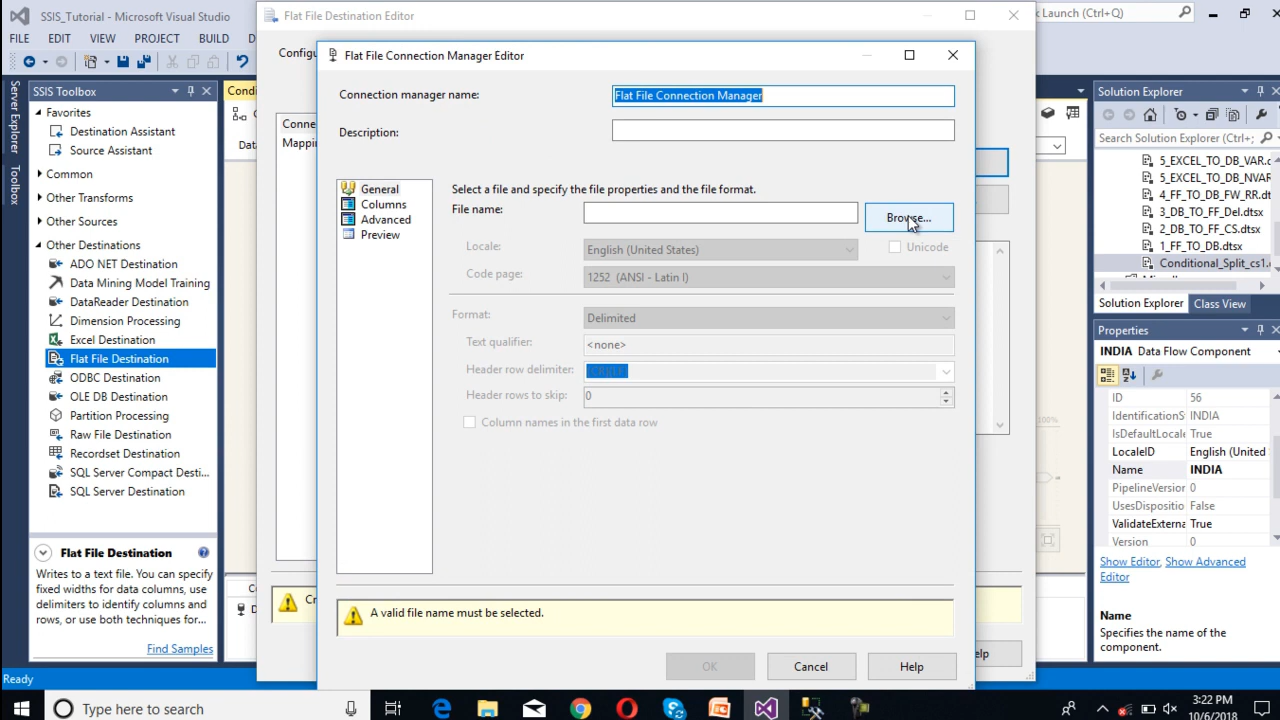 SSIS_Tutorial - Microsoft Visual Studio
Flat File Destination Editor
Launch (Ctrl+Q)
FILE EDIT VIEW PROJECT BUILD
Flat File Connection Manager Editor
SSIS Toolbox
Server Explorer
Toolbox
Favorites
Destination Assistant
Source Assistant
Common
Other Transforms
Other Sources
Other Destinations
ADO NET Destination
Data Mining Model Training
DataReader Destination
Dimension Processing
Excel Destination
Flat File Destination
ODBC Destination
OLE DB Destination
Partition Processing
Raw File Destination
Recordset Destination
SQL Server Compact Desti...
SQL Server Destination
Flat File Destination
Writes to a text file. You can specify
fixed widths for data columns, use
delimiters to identify columns and
rows, or use both techniques for...
Find Samples
Ready
Connection manager name:
Flat File Connection Manager
Description:
General
Columns
Advanced
Preview
Select a file and specify the file properties and the file format.
File name:
Browse...
Locale:
English (United States)
Unicode
Code page:
1252 (ANSI - Latin I)
Format:
Delimited
Text qualifier:
<none>
Header row delimiter:
{CR}{LF}
Header rows to skip:
0
Column names in the first data row
A valid file name must be selected.
OK
Cancel
Help
Solution Explorer
Search Solution Explorer (Ctrl+;
5_EXCEL_TO_DB_VAR.d
5_EXCEL_TO_DB_NVAR
4_FF_TO_DB_FW_RR.dt
3_DB_TO_FF_Del.dtsx
2_DB_TO_FF_CS.dtsx
1_FF_TO_DB.dtsx
Conditional_Split_cs1.d
Solution Explorer Class View
Properties
INDIA Data Flow Component
ID 56
IdentificationS INDIA
IsDefaultLocale True
LocaleID English (United
Name INDIA
PipelineVersion 0
UsesDispositio False
ValidateExterna True
Version 0
Show Editor, Show Advanced
Editor
Name
Specifies the name of the
component.
100%
Type here to search
3:22 PM
10/6/2018